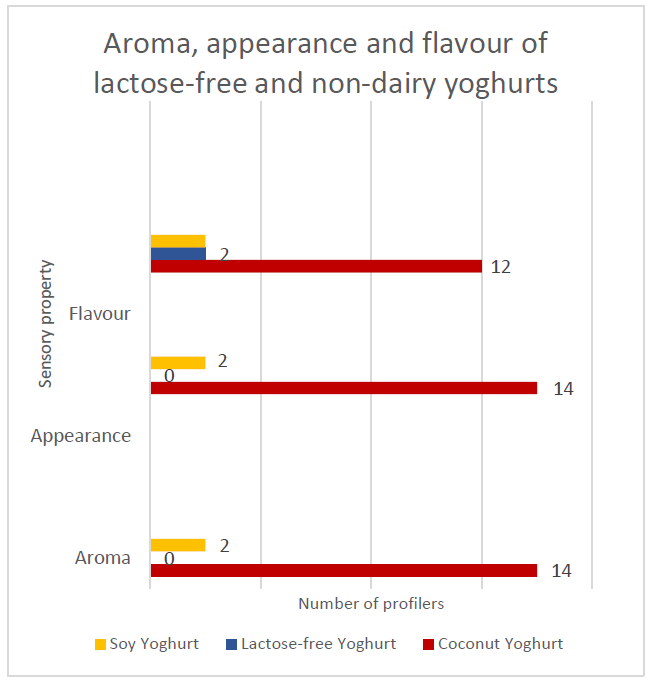 Aroma, appearance and flavour of
lactose-free and non-dairy yoghurts
Sensory property
2
12
Flavour
2
0
14
Appearance
2
Aroma
0
14
Number of profilers
Soy Yoghurt Lactose-free Yoghurt Coconut Yoghurt